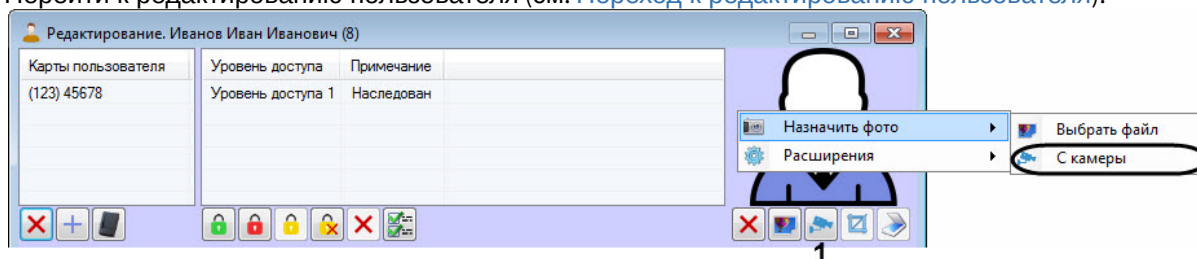 Перейти к редактированию пользователя (см. Переход к редактированию пользователя).
Редактирование. Иванов Иван Иванович (8)
Карты пользователя Уровень доступа Примечание
(123) 45678 Уровень доступа 1 Наследован
Назначить фото Выбрать файл
Расширения С камеры
1